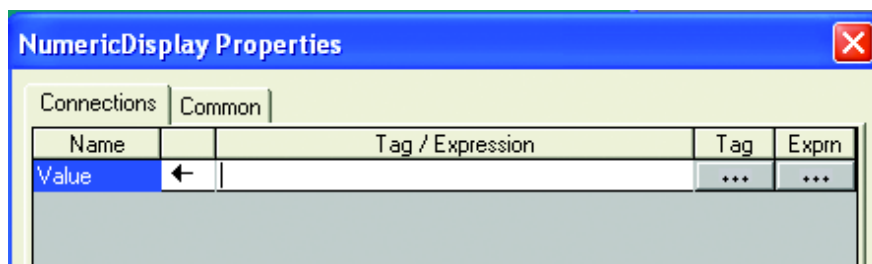 NumericDisplay Properties
Connections Common
Name Tag / Expression Tag Exprn
Value ... ...